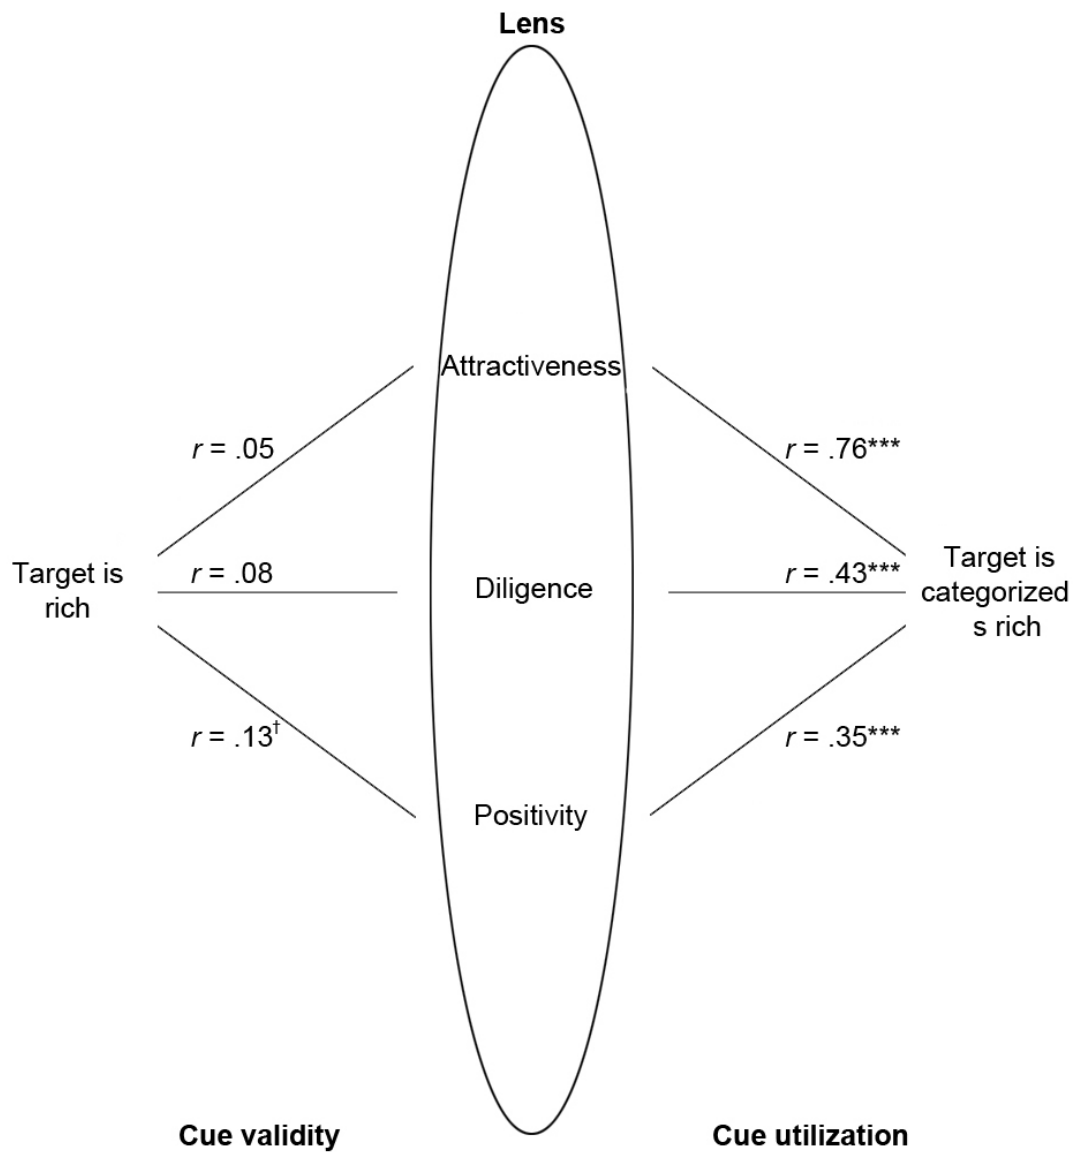 Lens
Attractiveness
r = .05
r = .76***
Target is
rich
r = .08
Diligence
r = .43***
Target is
categorized
s rich
r = .13†
r = .35***
Positivity
Cue validity
Cue utilization